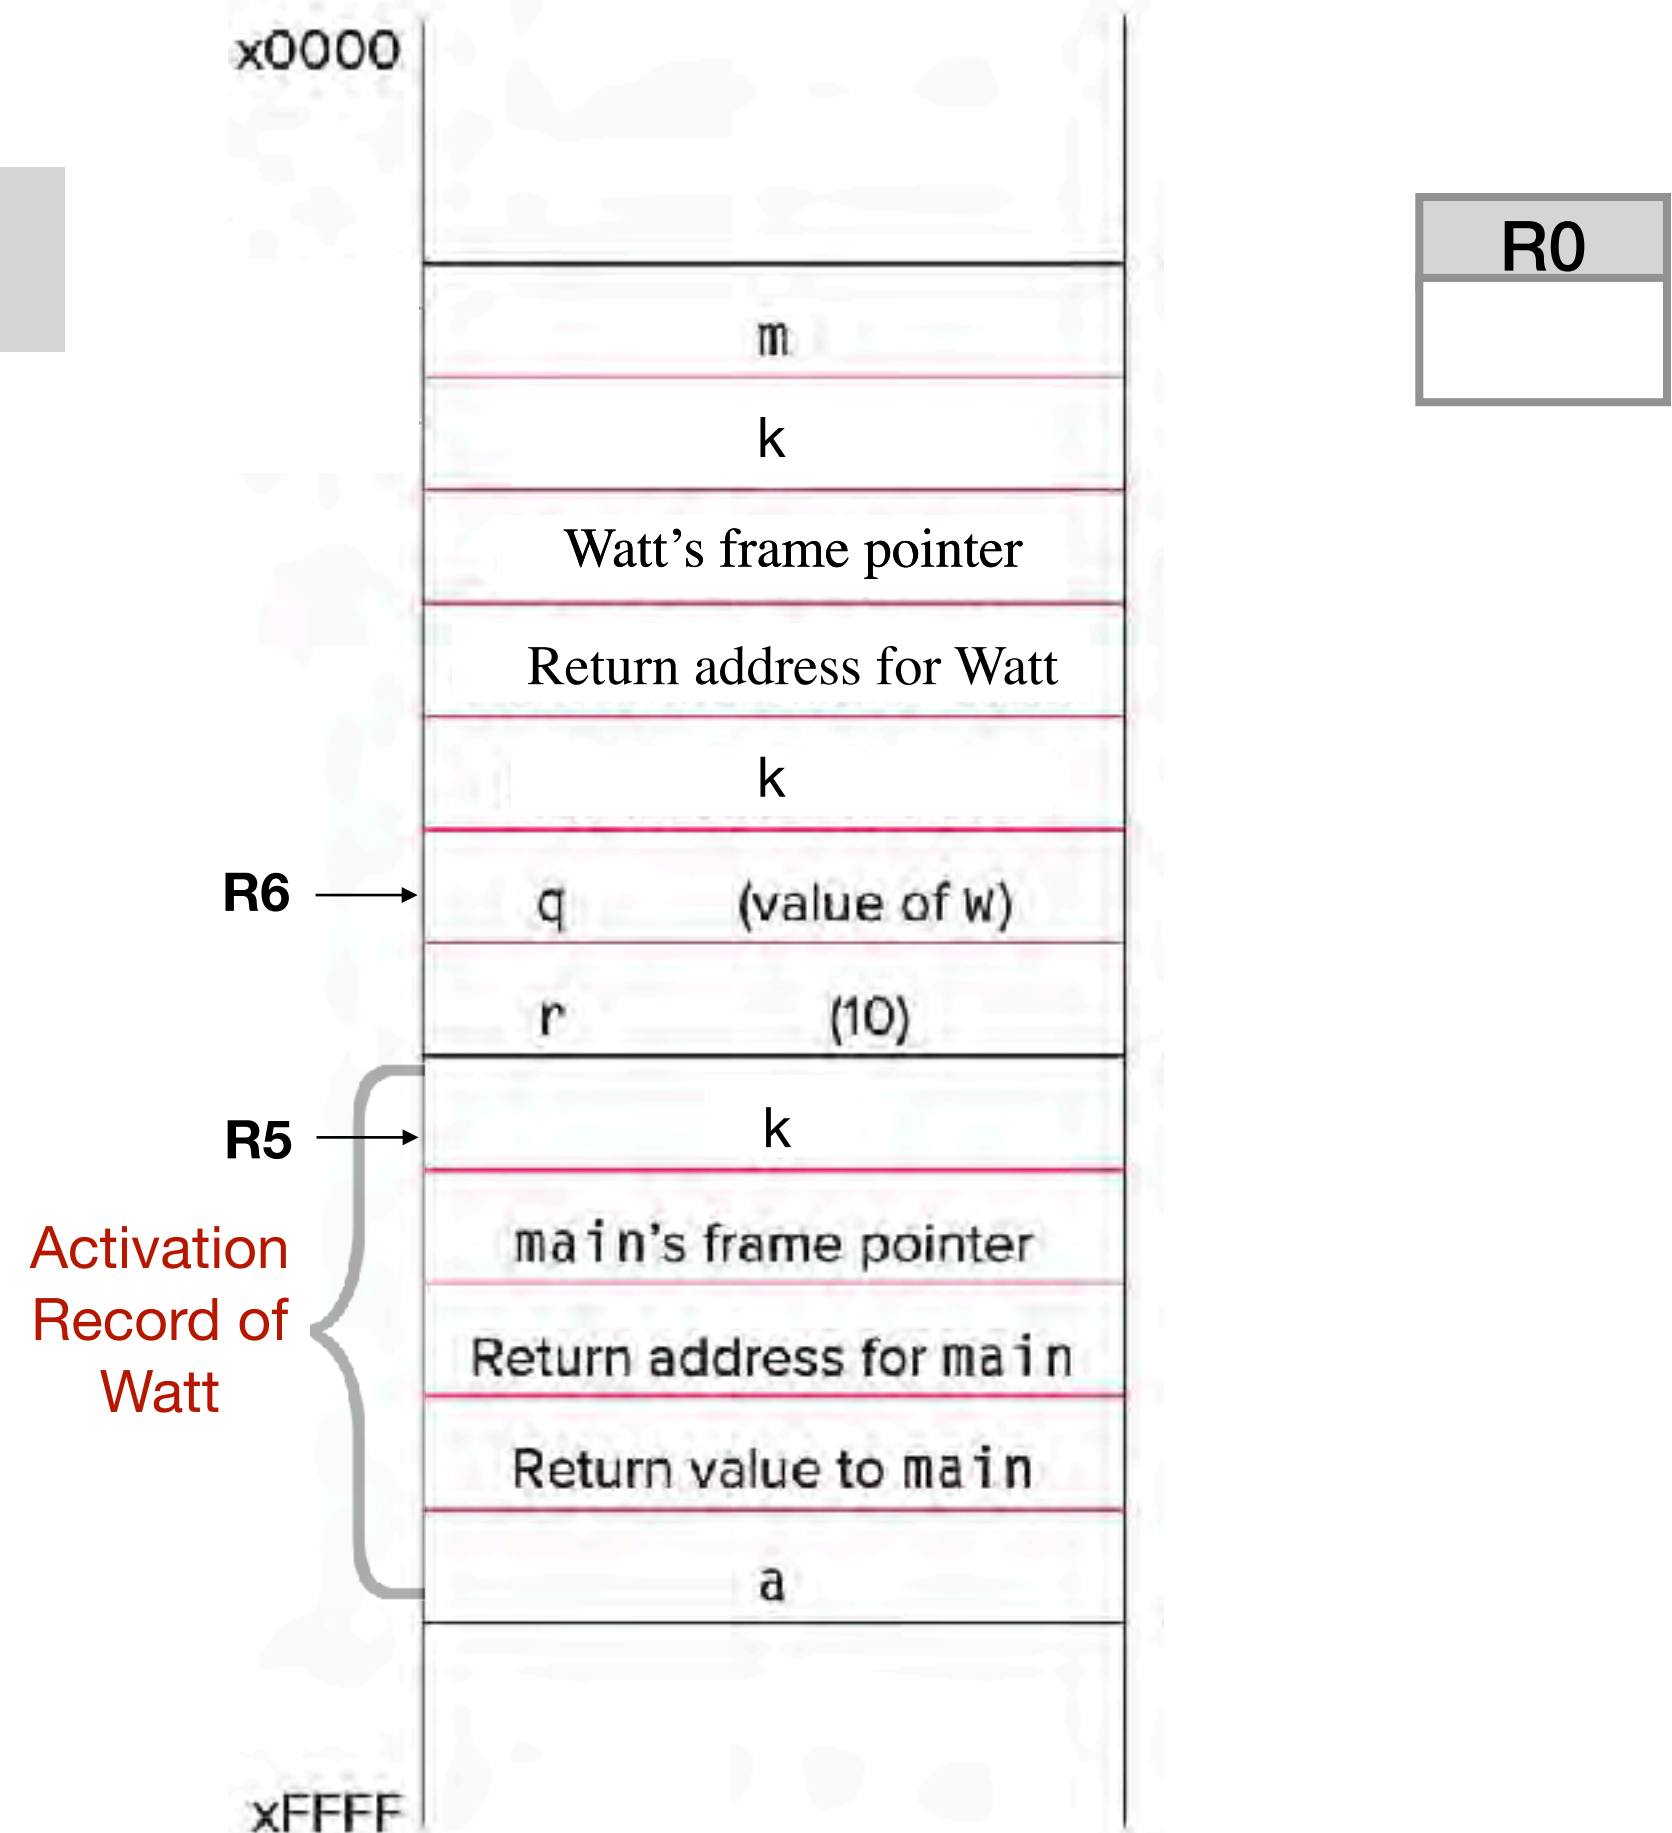 x0000
R0
m
k
Watt’s frame pointer
Return address for Watt
k
R6
q (value of w)
r (10)
R5
k
Activation
Record of
Watt
main's frame pointer
Return address for main
Return value to main
a
xFFFF